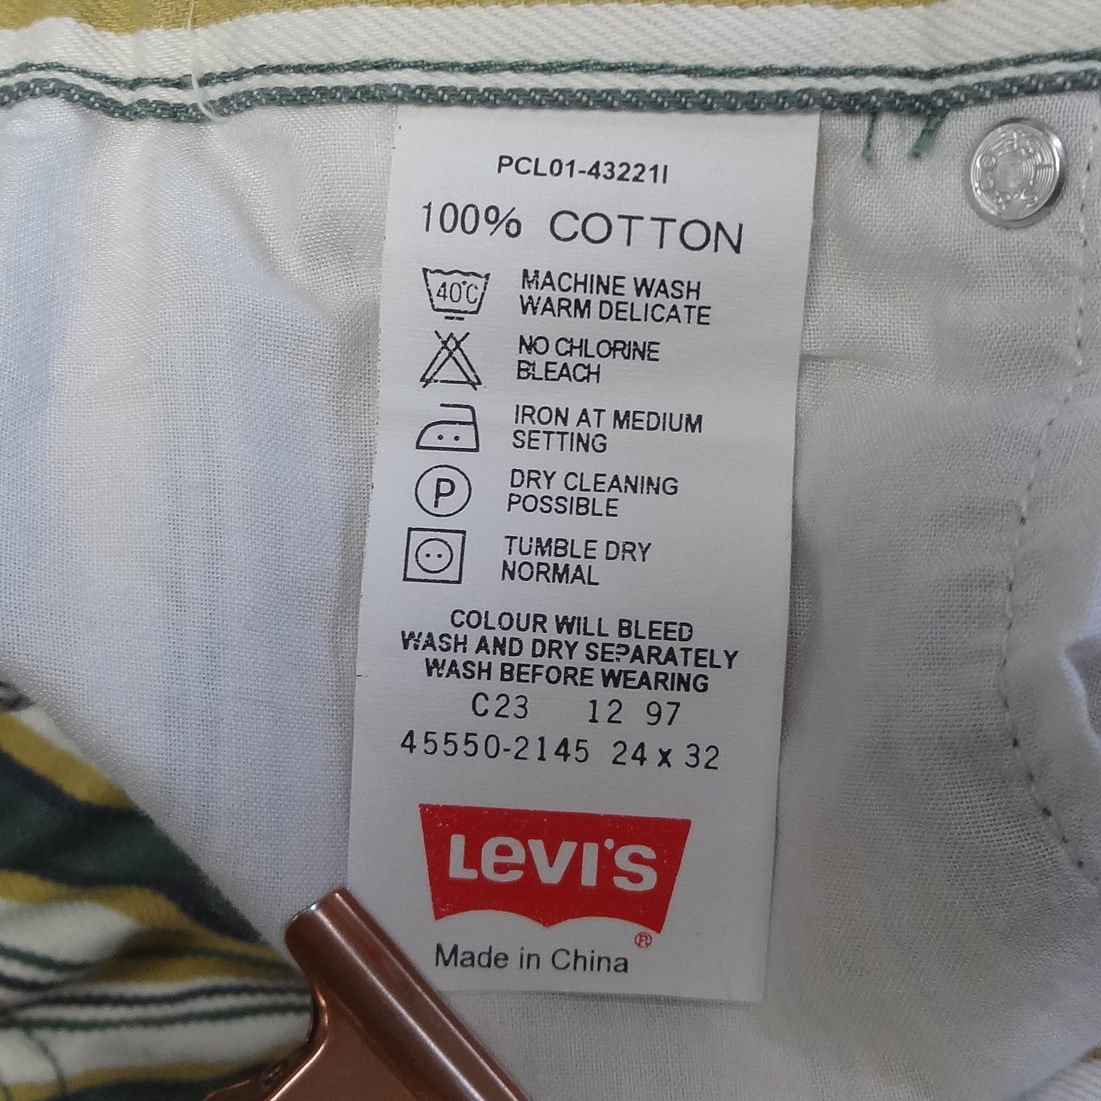 PCL01-43221I
100% COTTON
40°C
MACHINE WASH
WARM DELICATE
NO CHLORINE
BLEACH
IRON AT MEDIUM
SETTING
P
DRY CLEANING
POSSIBLE
TUMBLE DRY
NORMAL
COLOUR WILL BLEED
WASH AND DRY SEPARATELY
WASH BEFORE WEARING
C23 12 97
45550-2145 24 x 32
LEVI'S
®
Made in China